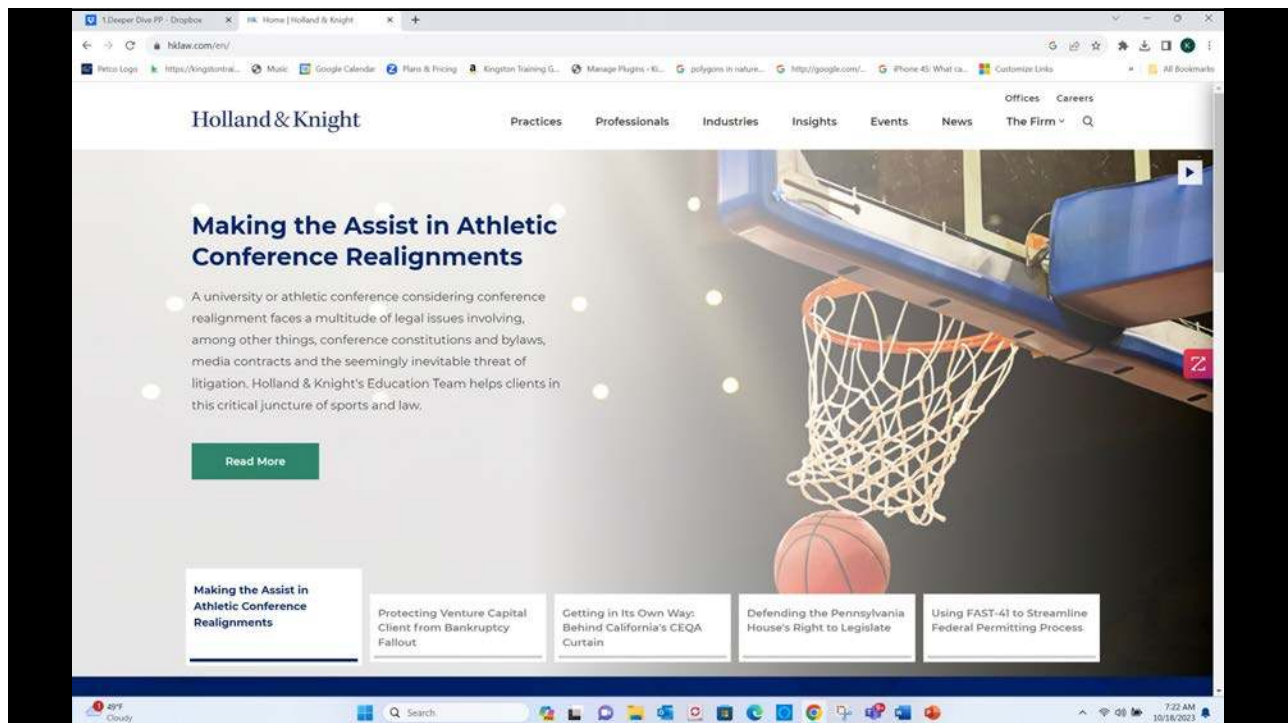 1.Deeper Dive PP - Dropbox
Home | Holland & Knight
hklaw.com/en/
Petco Logo https://kingstontrai... Music Google Calendar Plans & Pricing Kingston Training G... Manage Plugins ‹ Ki... polygons in nature... http://google.com/... iPhone 4S: What ca... Customize Links » All Bookmarks
Offices Careers
Holland & Knight Practices Professionals Industries Insights Events News The Firm
Making the Assist in Athletic
Conference Realignments
A university or athletic conference considering conference
realignment faces a multitude of legal issues involving,
among other things, conference constitutions and bylaws,
media contracts and the seemingly inevitable threat of
litigation. Holland & Knight's Education Team helps clients in
this critical juncture of sports and law.
Read More
Making the Assist in
Athletic Conference
Realignments
Protecting Venture Capital
Client from Bankruptcy
Fallout
Getting in Its Own Way:
Behind California's CEQA
Curtain
Defending the Pennsylvania
House's Right to Legislate
Using FAST-41 to Streamline
Federal Permitting Process
49°F
Cloudy
Search
7:22 AM
10/18/2023